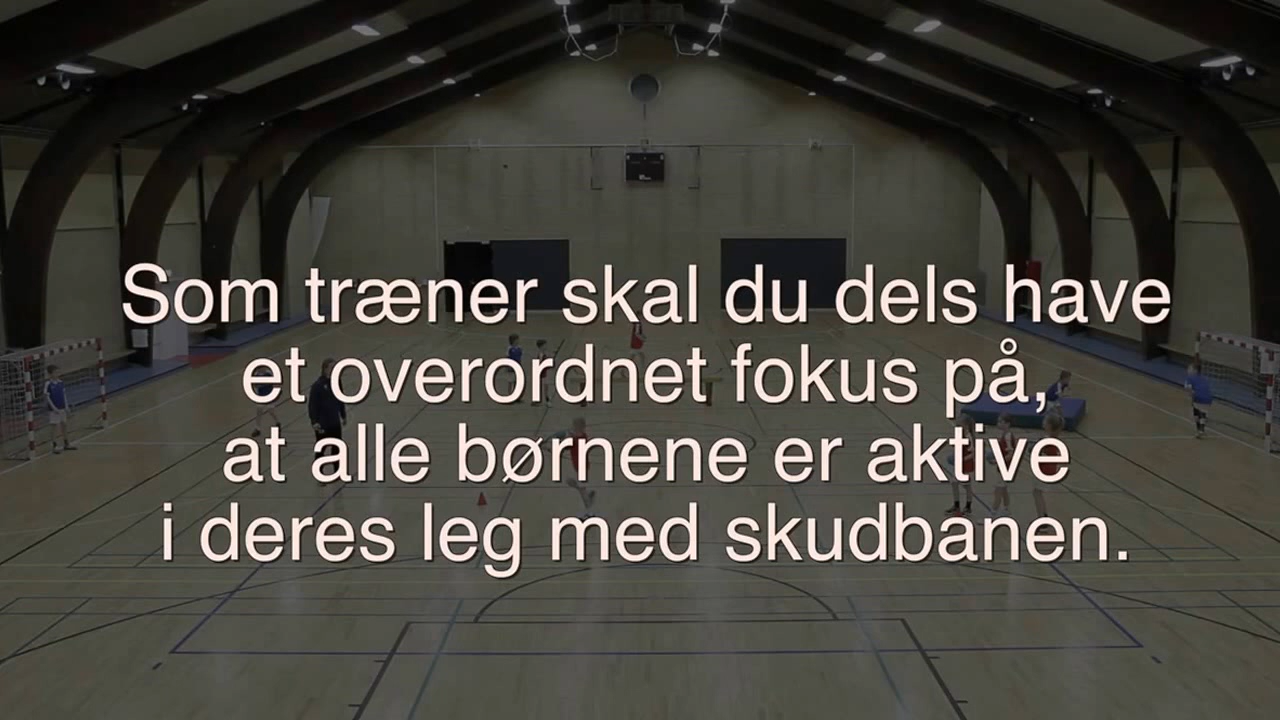 Som træner skal du dels have
et overordnet fokus på,
at alle børnene er aktive
i deres leg med skudbanen.